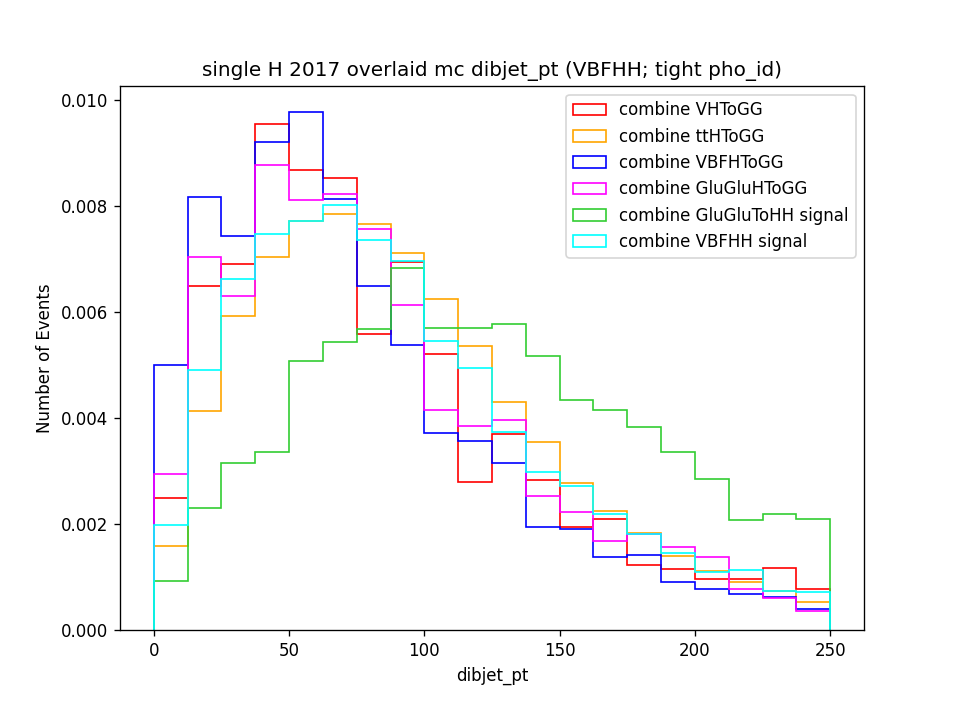 single H 2017 overlaid mc dibjet_pt (VBFHH; tight pho_id)
combine VHToGG
combine ttHToGG
combine VBFHToGG
combine GluGluHToGG
combine GluGluToHH signal
combine VBFHH signal
Number of Events
0.010
0.008
0.006
0.004
0.002
0.000
0
50
100
150
200
250
dibjet_pt